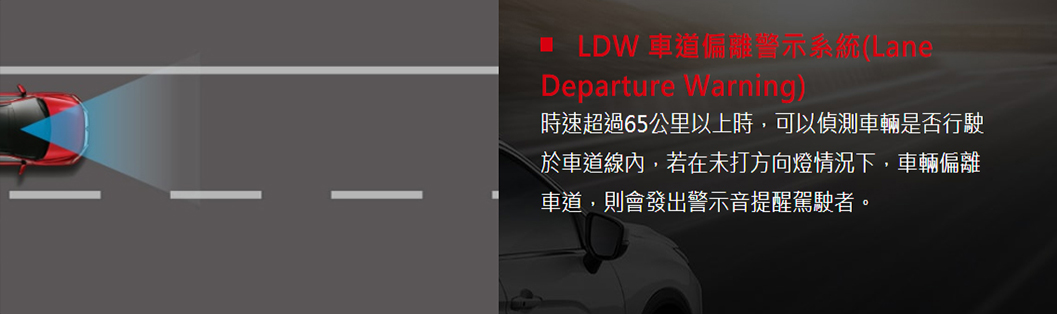 ■ LDW 車道偏離警示系統(Lane
Departure Warning)
時速超過65公里以上時，可以偵測車輛是否行駛
於車道線內，若在未打方向燈情況下，車輛偏離
車道，則會發出警示音提醒駕駛者。